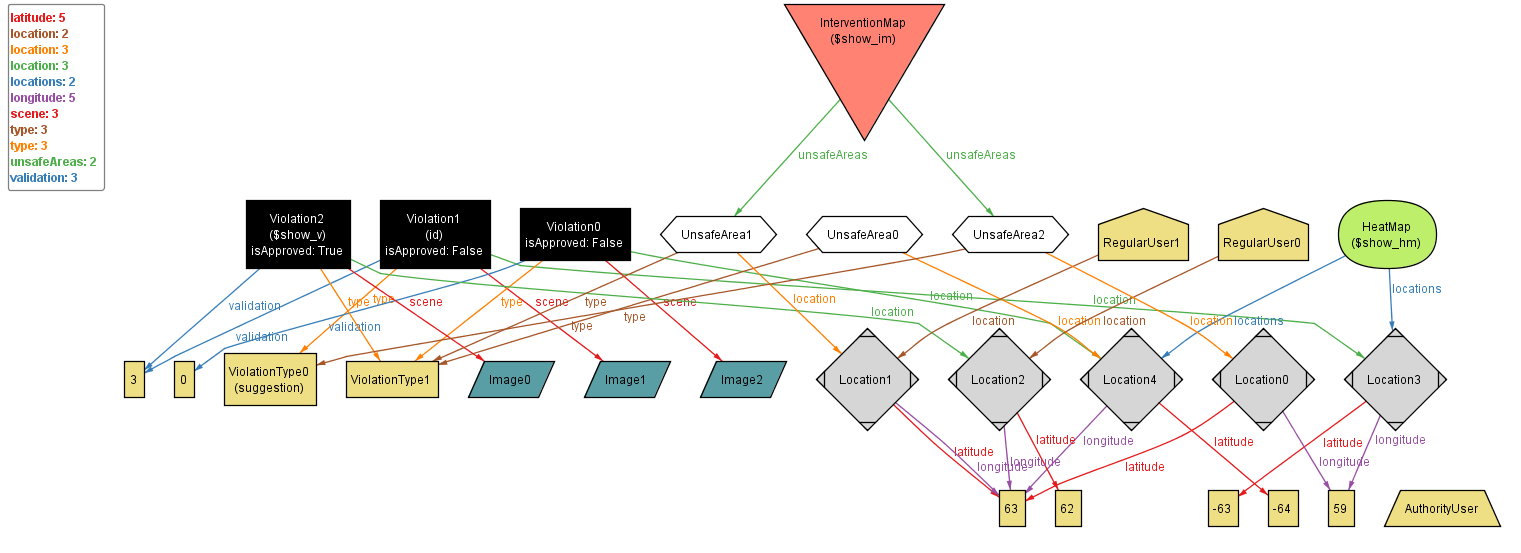 latitude: 5
location: 2
location: 3
location: 3
locations: 2
longitude: 5
scene: 3
type: 3
type: 3
unsafeAreas: 2
validation: 3
InterventionMap
($show_im)
unsafeAreas
unsafeAreas
Violation2
($show_v)
isApproved: True
Violation1
(id)
isApproved: False
Violation0
isApproved: False
UnsafeArea1
UnsafeArea0
UnsafeArea2
RegularUser1
RegularUser0
HeatMap
($show_hm)
validation
type
type
scene
type
scene
type
scene
location
location
location
locations
validation
validation
type
type
location
location
location
location
location
locations
3
0
ViolationType0
(suggestion)
ViolationType1
Image0
Image1
Image2
Location1
Location2
Location4
Location0
Location3
latitude
longitude
longitude
latitude
longitude
latitude
latitude
longitude
latitude
longitude
63
62
-63
-64
59
AuthorityUser